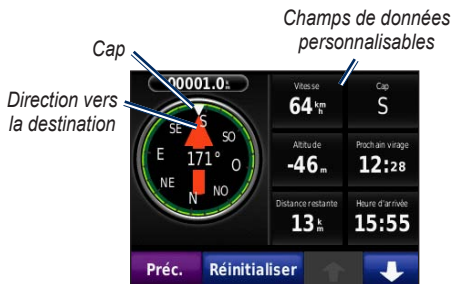 Champs de données
personnalisables
Cap
Direction vers
la destination
00001.0 k m
S
SE
SO
E
171°
O
NE
NO
N
Vitesse
64 km h
Cap
S
Altitude
-46 m
Prochain virage
12:28
Distance restante
13 k m
Heure d'arrivée
15:55
Préc.
Réinitialiser